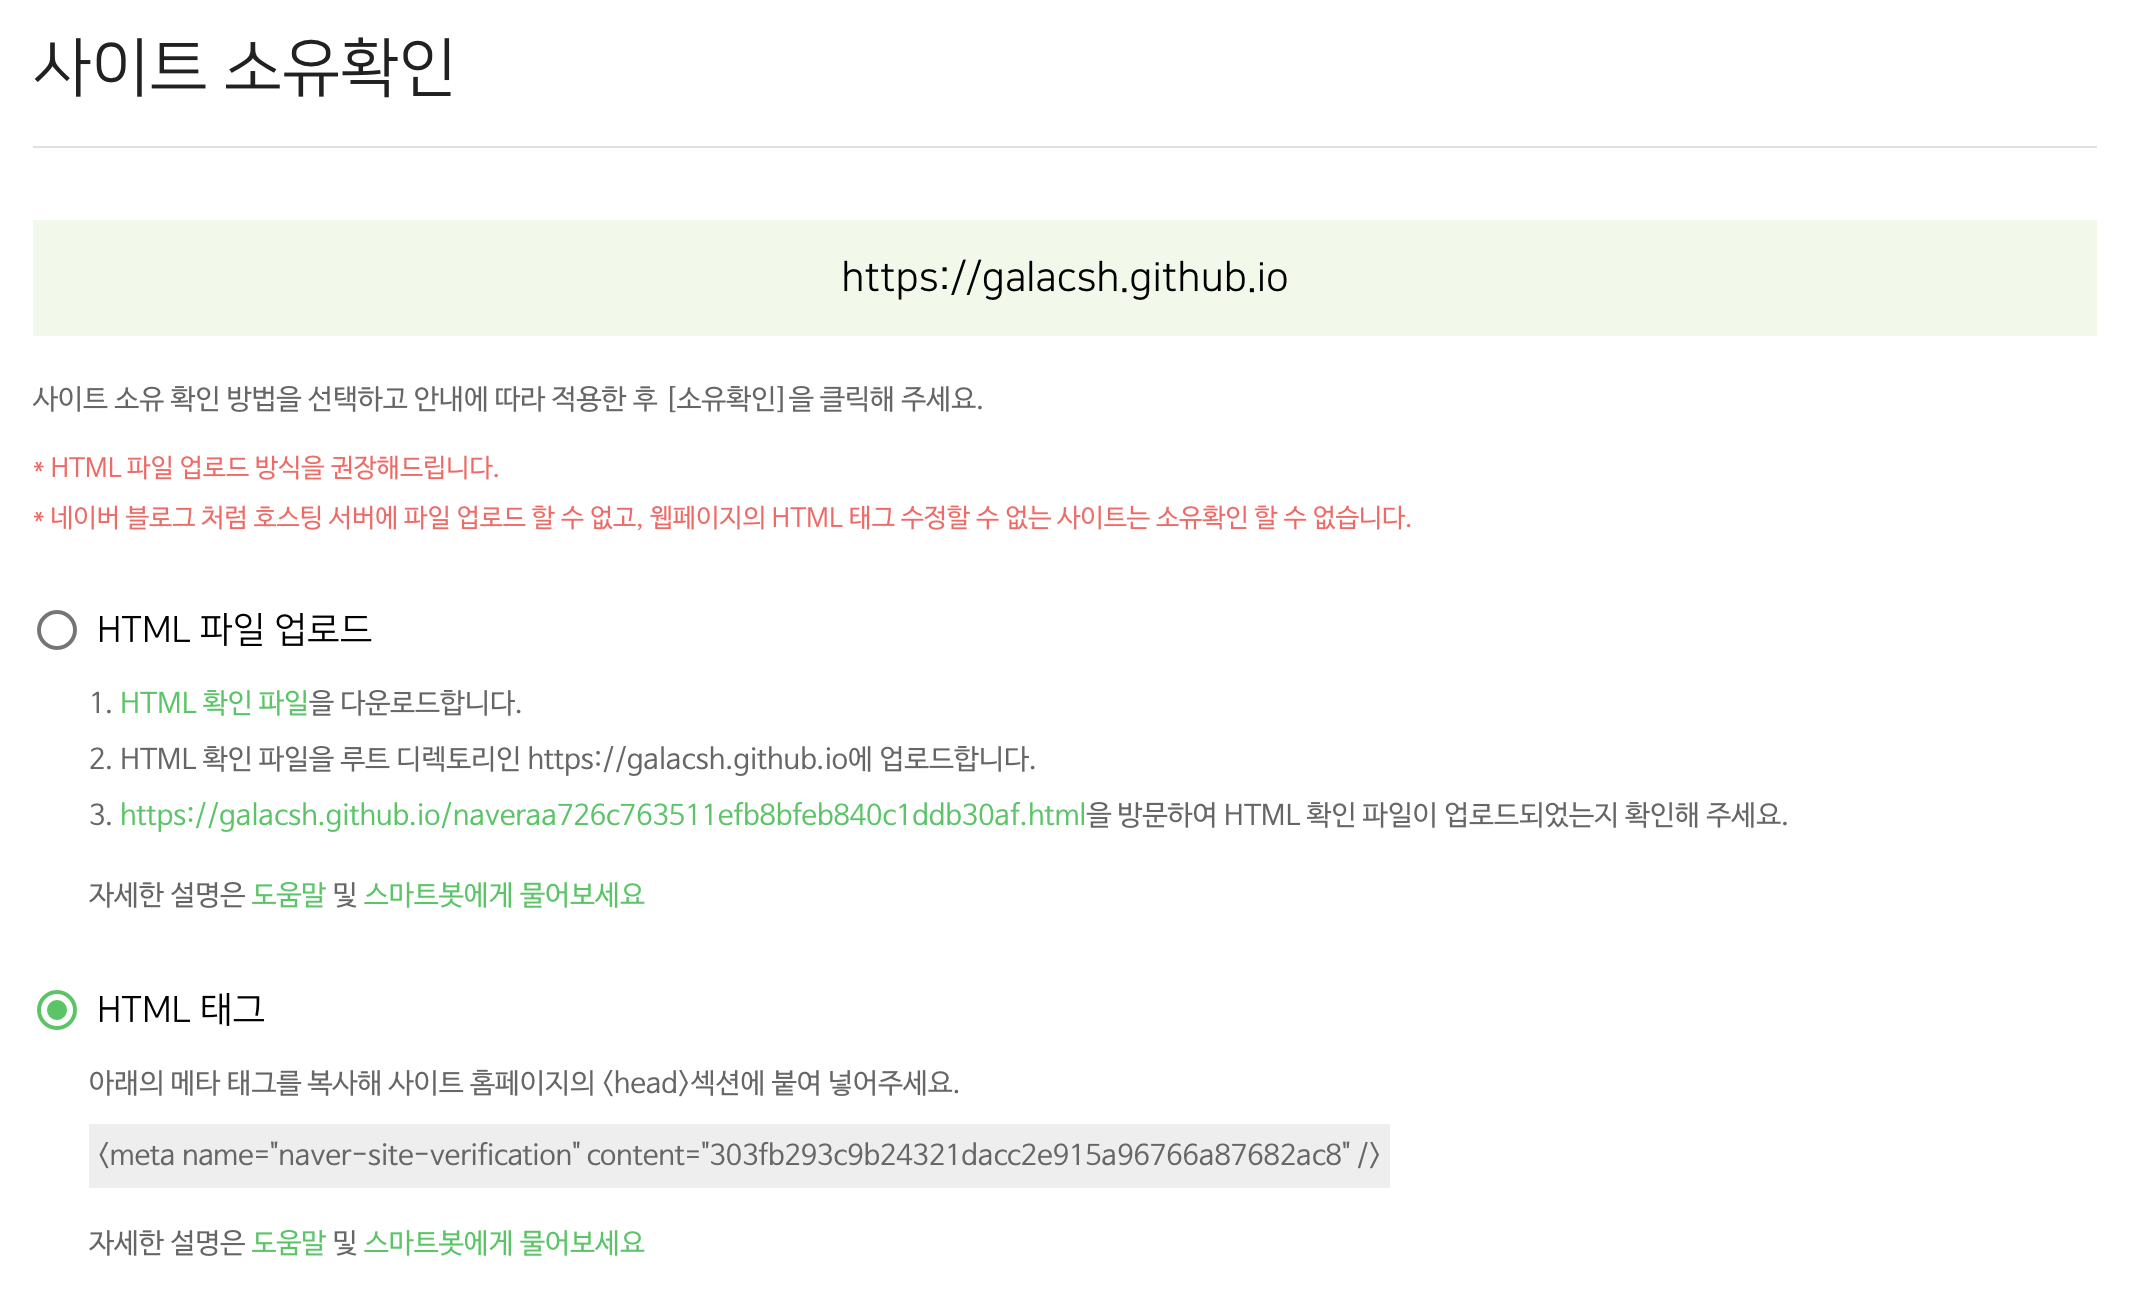 사이트 소유확인
https://galacsh.github.io
사이트 소유 확인 방법을 선택하고 안내에 따라 적용한 후 [소유확인]을 클릭해 주세요.
* HTML 파일 업로드 방식을 권장해드립니다.
* 네이버 블로그 처럼 호스팅 서버에 파일 업로드 할 수 없고, 웹페이지의 HTML 태그 수정할 수 없는 사이트는 소유확인 할 수 없습니다.
HTML 파일 업로드
1. HTML 확인 파일을 다운로드합니다.
2. HTML 확인 파일을 루트 디렉토리인 https://galacsh.github.io에 업로드합니다.
3. https://galacsh.github.io/naveraa726c763511efb8bfeb840c1ddb30af.html을 방문하여 HTML 확인 파일이 업로드되었는지 확인해 주세요.
자세한 설명은 도움말 및 스마트봇에게 물어보세요
HTML 태그
아래의 메타 태그를 복사해 사이트 홈페이지의 <head>섹션에 붙여 넣어주세요.
<meta name="naver-site-verification" content="303fb293c9b24321dacc2e915a96766a87682ac8" />
자세한 설명은 도움말 및 스마트봇에게 물어보세요